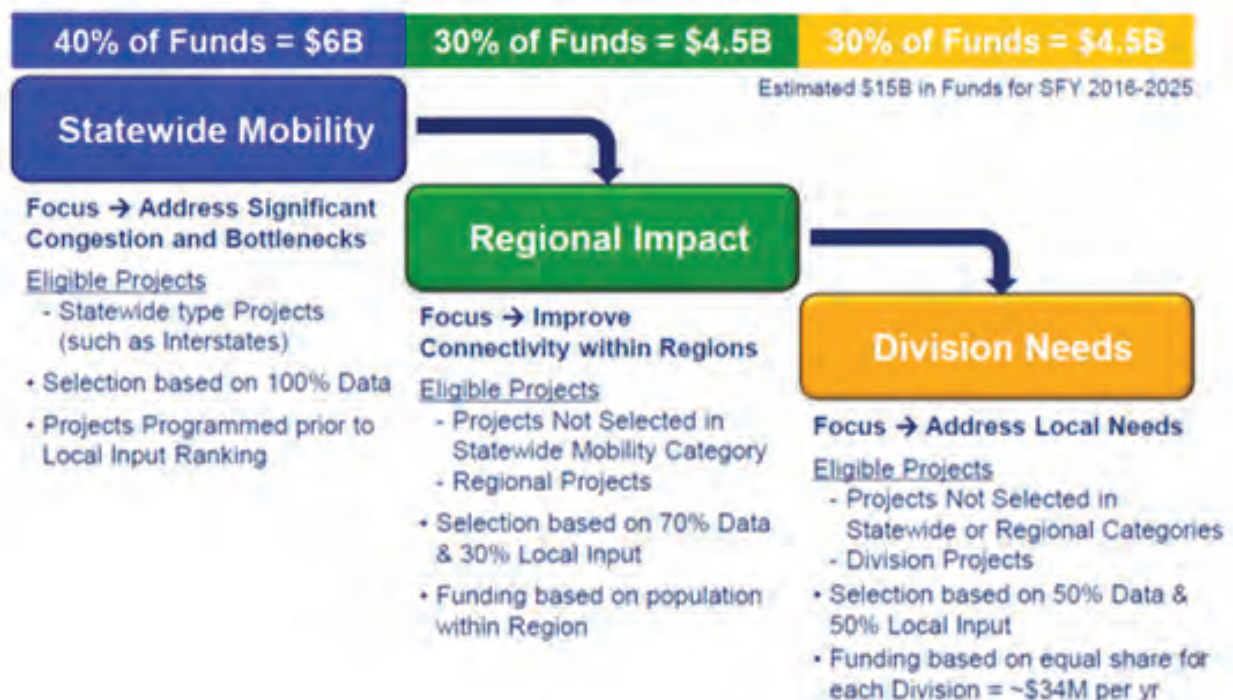 40% of Funds = $6B
30% of Funds = $4.5B
30% of Funds = $4.5B
Estimated $15B in Funds for SFY 2016-2025
Statewide Mobility
Focus → Address Significant
Congestion and Bottlenecks
Eligible Projects
- Statewide type Projects
(such as Interstates)
• Selection based on 100% Data
• Projects Programmed prior to
Local Input Ranking
Regional Impact
Focus → Improve
Connectivity within Regions
Eligible Projects
- Projects Not Selected in
Statewide Mobility Category
- Regional Projects
• Selection based on 70% Data
& 30% Local Input
• Funding based on population
within Region
Division Needs
Focus → Address Local Needs
Eligible Projects
- Projects Not Selected in
Statewide or Regional Categories
- Division Projects
• Selection based on 50% Data &
50% Local Input
• Funding based on equal share for
each Division = ~$34M per yr